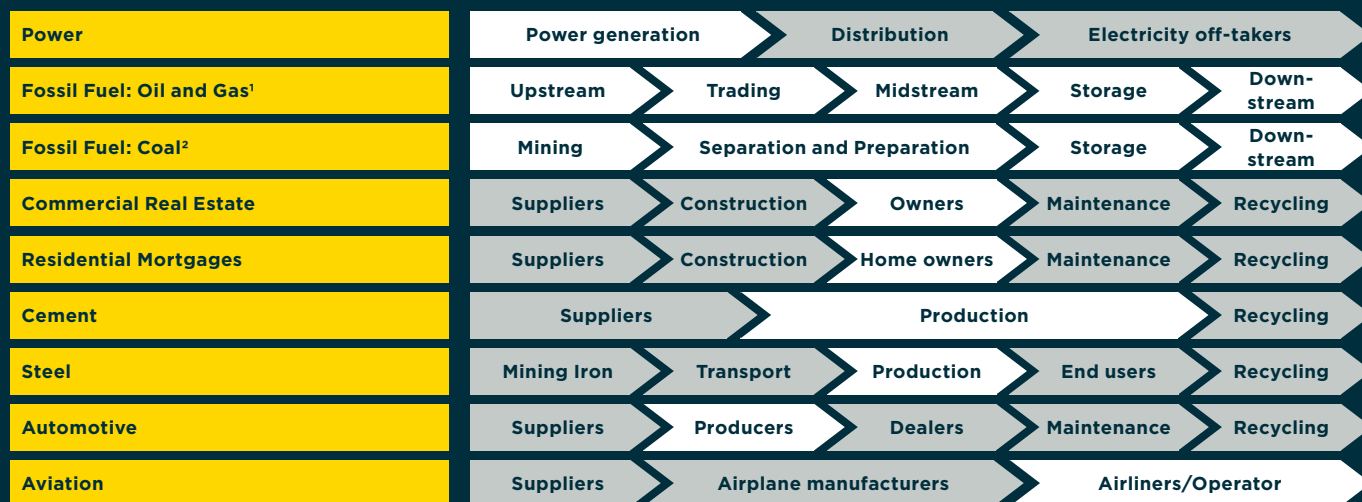 Power Power generation Distribution Electricity off-takers
Fossil Fuel: Oil and Gas¹ Upstream Trading Midstream Storage Down-
stream
Fossil Fuel: Coal² Mining Separation and Preparation Storage Down-
stream
Commercial Real Estate Suppliers Construction Owners Maintenance Recycling
Residential Mortgages Suppliers Construction Home owners Maintenance Recycling
Cement Suppliers Production Recycling
Steel Mining Iron Transport Production End users Recycling
Automotive Suppliers Producers Dealers Maintenance Recycling
Aviation Suppliers Airplane manufacturers Airliners/Operator